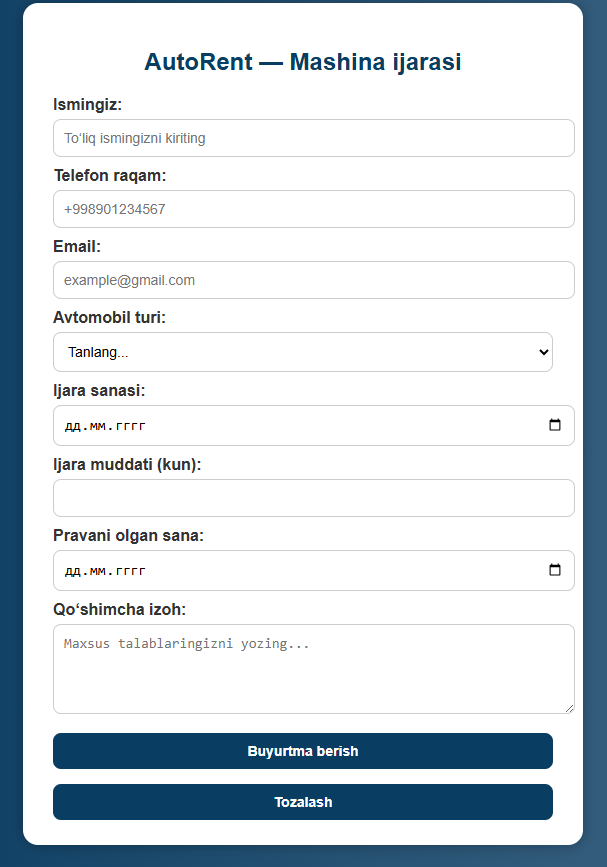 AutoRent — Mashina ijarasi
Ismingiz:
To‘liq ismingizni kiriting
Telefon raqam:
+998901234567
Email:
example@gmail.com
Avtomobil turi:
Tanlang...
Ijara sanasi:
дд.мм.гггг
Ijara muddati (kun):
Pravani olgan sana:
дд.мм.гггг
Qo‘shimcha izoh:
Maxsus talablaringizni yozing...
Buyurtma berish
Tozalash